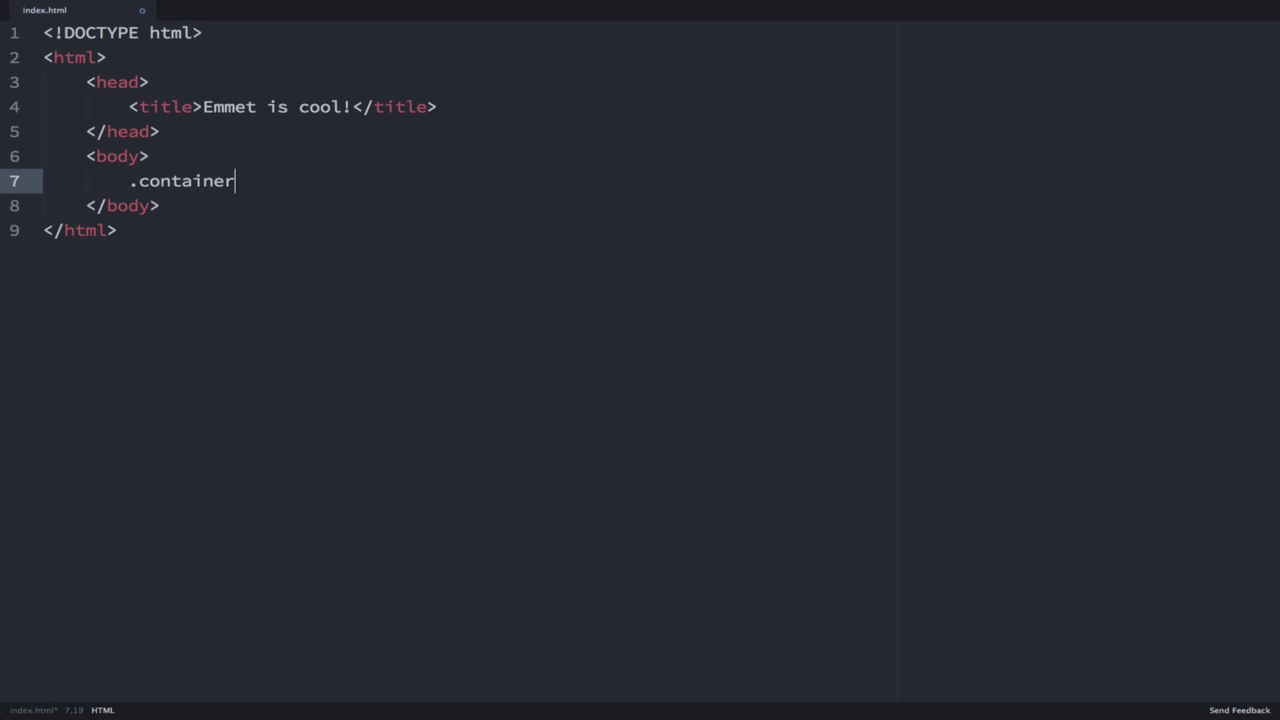 index.html
1 <!DOCTYPE html>
2 <html>
3 <head>
4 <title>Emmet is cool!</title>
5 </head>
6 <body>
7 .container
8 </body>
9 </html>
index.html* 7,19 HTML Send Feedback